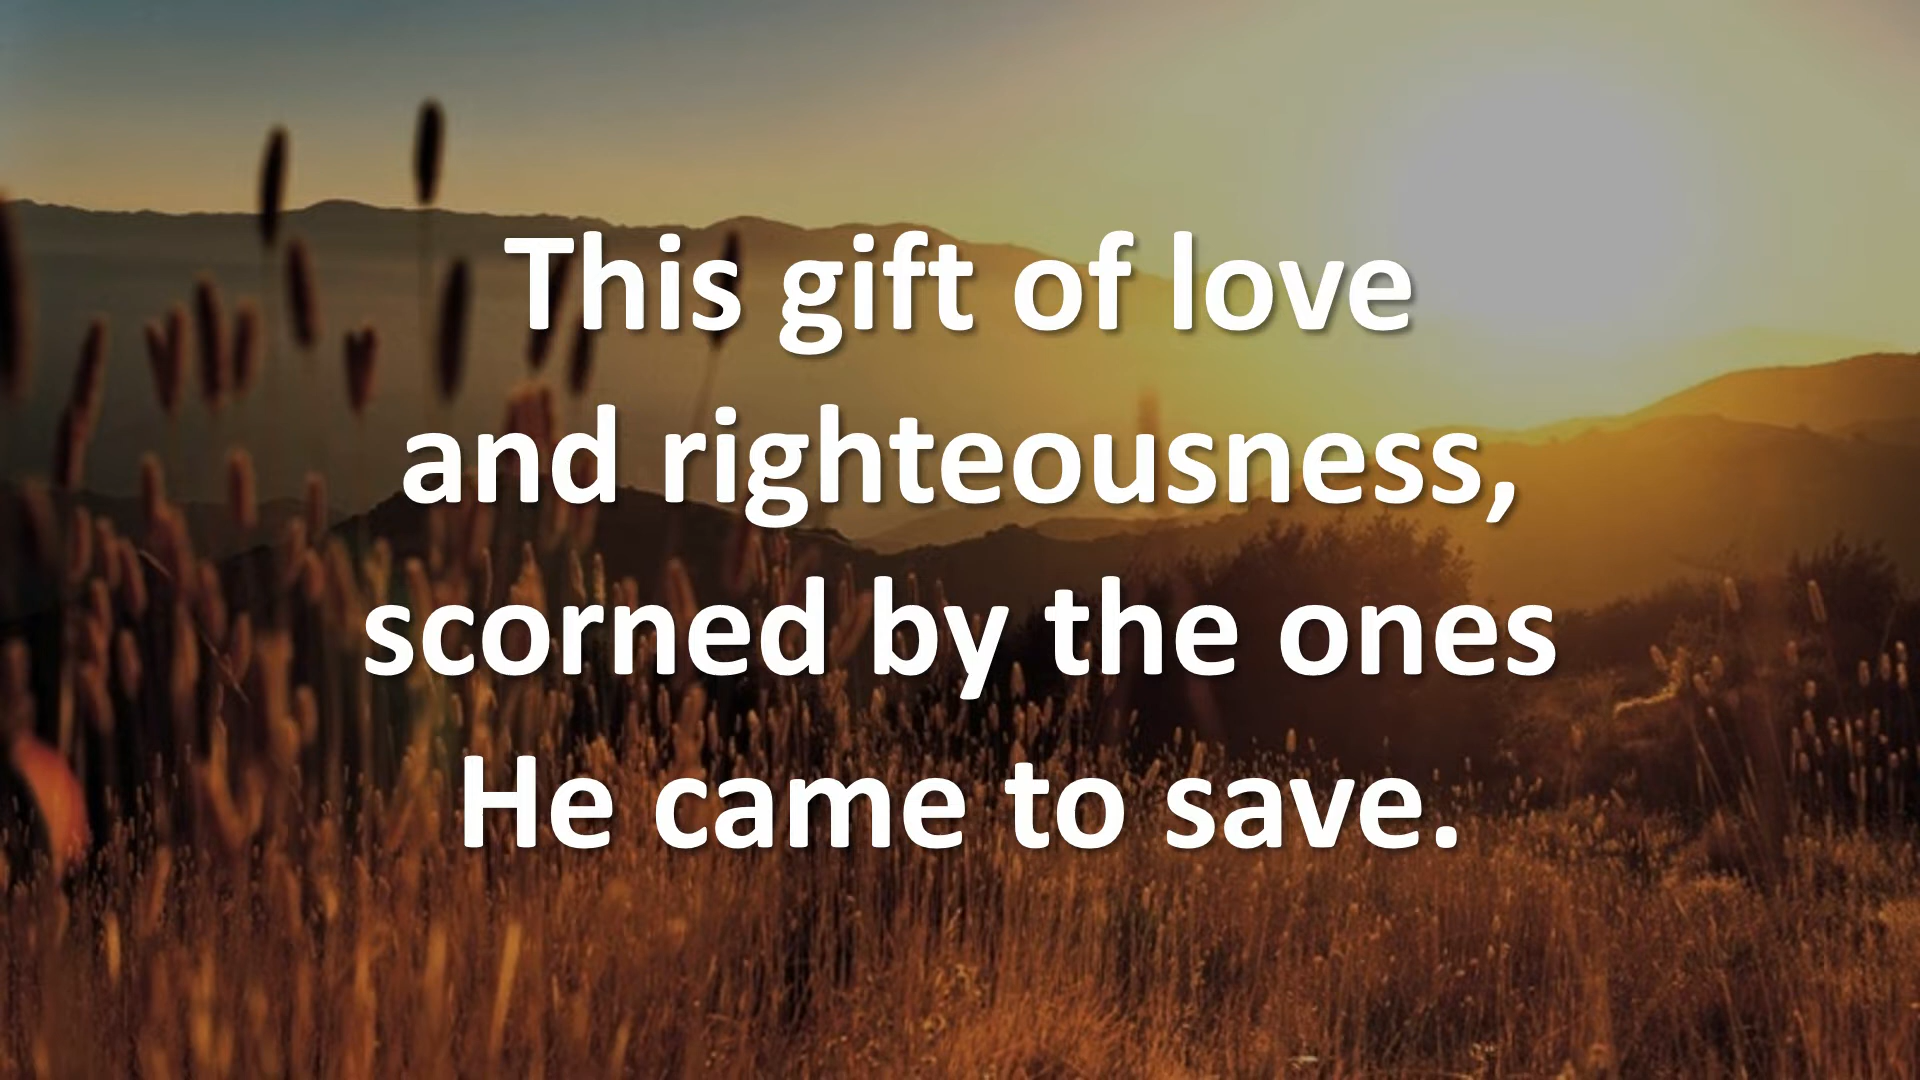 This gift of love
and righteousness,
scorned by the ones
He came to save.